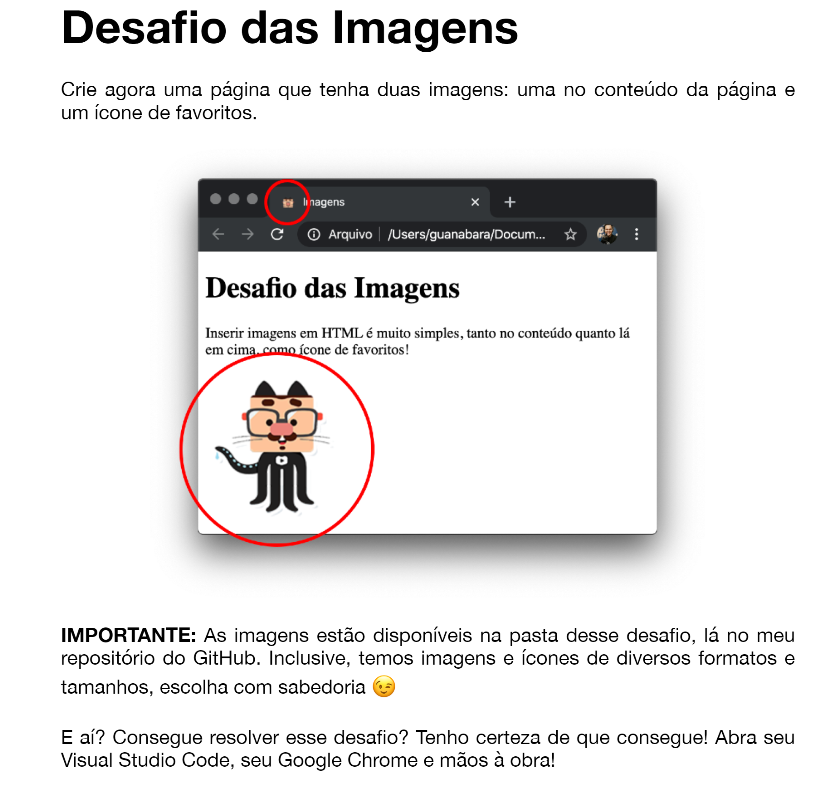 Desafio das Imagens
Crie agora uma página que tenha duas imagens: uma no conteúdo da página e
um ícone de favoritos.
Imagens
Arquivo | /Users/guanabara/Docum...
Desafio das Imagens
Inserir imagens em HTML é muito simples, tanto no conteúdo quanto lá
em cima, como ícone de favoritos!
IMPORTANTE: As imagens estão disponíveis na pasta desse desafio, lá no meu
repositório do GitHub. Inclusive, temos imagens e ícones de diversos formatos e
tamanhos, escolha com sabedoria 😉
E aí? Consegue resolver esse desafio? Tenho certeza de que consegue! Abra seu
Visual Studio Code, seu Google Chrome e mãos à obra!